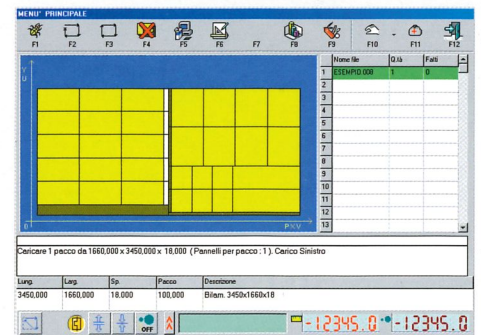 MENU' PRINCIPALE
F1 F2 F3 F4 F5 F6 F7 F8 F9 F10 F11 F12
Nome file Q.tà Fatti
1 ESEMPIO.000 1 0
2
3
4
5
6
7
8
9
10
11
12
13
Y
U
0
P X V
Caricare 1 pacco da 1660,000 x 3450,000 x 18,000 ( Pannelli per pacco : 1 ). Carico Sinistro
Lung. Larg. Sp. Pacco Descrizione
3450,000 1660,000 18,000 100,000 Bilam. 3450x1660x18
OFF -12345.0 -12345.0